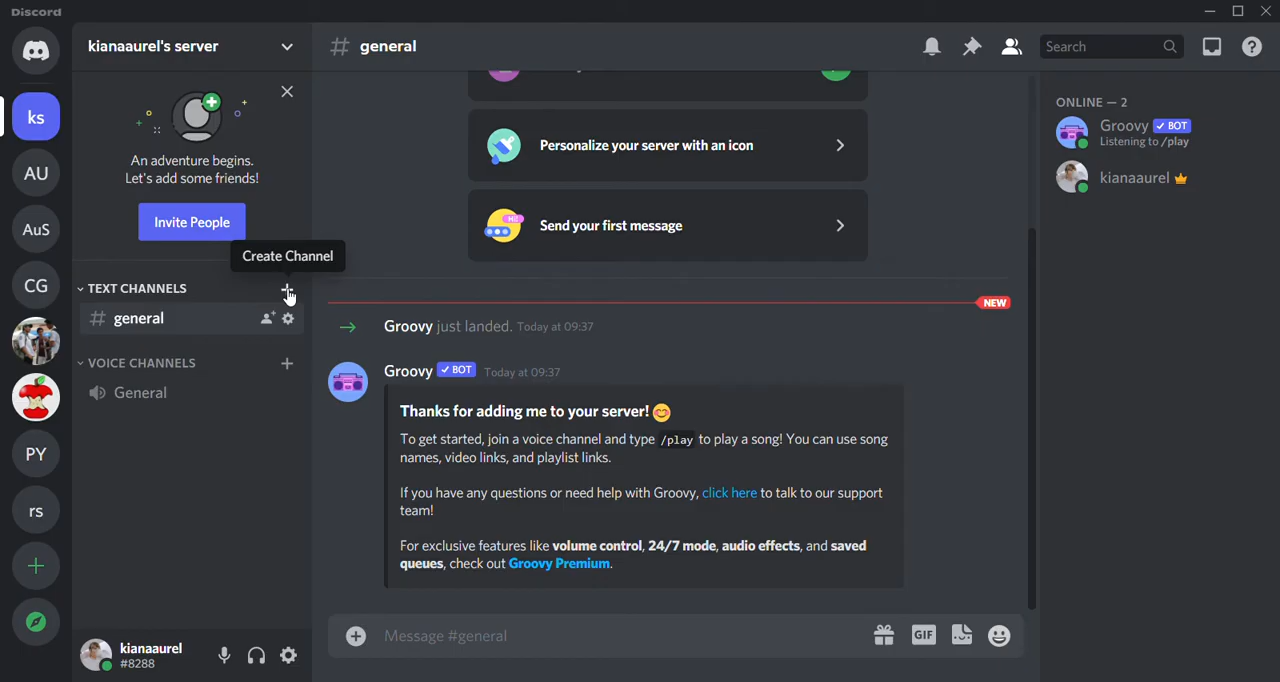 Discord
kianaaurel's server
# general
Search
ks
AU
AuS
CG
PY
rs
An adventure begins.
Let's add some friends!
Invite People
Create Channel
TEXT CHANNELS
# general
VOICE CHANNELS
General
kianaaurel
#8288
Personalize your server with an icon
Hi!
Send your first message
NEW
Groovy just landed. Today at 09:37
Groovy ✓ BOT Today at 09:37
Thanks for adding me to your server! 😊
To get started, join a voice channel and type /play to play a song! You can use song
names, video links, and playlist links.
If you have any questions or need help with Groovy, click here to talk to our support
team!
For exclusive features like volume control, 24/7 mode, audio effects, and saved
queues, check out Groovy Premium.
Message #general
GIF
ONLINE — 2
Groovy ✓ BOT
Listening to /play
kianaaurel